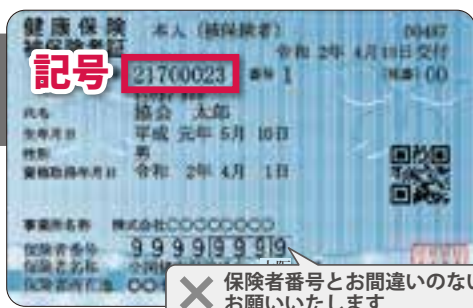 健康保険 本人（被保険者） 00487
被保険者証 令和 2年 4月10日交付
記号 21700023 番号 1 (枝番) 00
氏名 協会 太郎
生年月日 平成 元年 5月 10日
性別 男
資格取得年月日 令和 2年 4月 1日
事業所名称 株式会社〇〇〇〇〇〇〇
保険者番号 99999999
保険者名称
保険者所在地
保険者番号とお間違いのない
お願いいたします